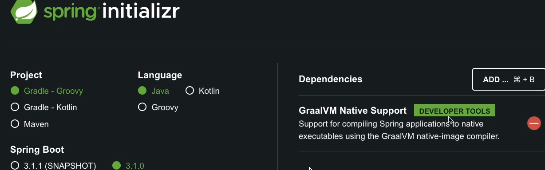 spring initializr
Project
Gradle - Groovy
Gradle - Kotlin
Maven
Language
Java
Kotlin
Groovy
Spring Boot
3.1.1 (SNAPSHOT)
3.1.0
Dependencies
ADD ... ⌘ + B
GraalVM Native Support DEVELOPER TOOLS
Support for compiling Spring applications to native
executables using the GraalVM native-image compiler.